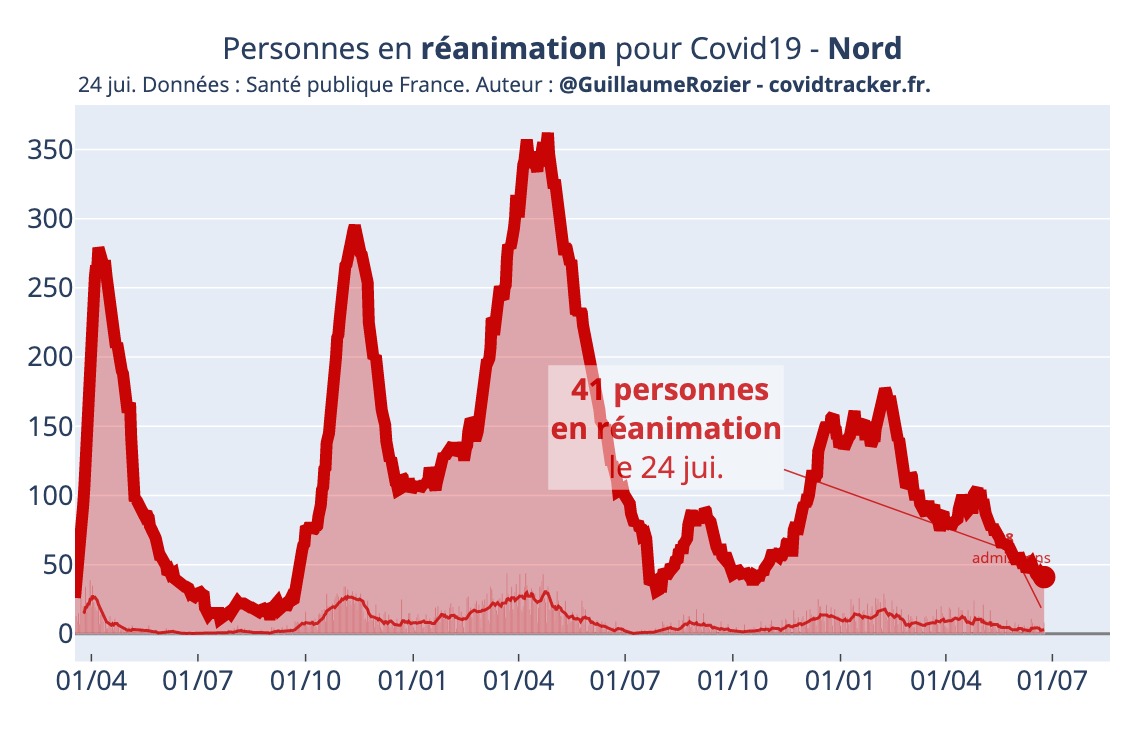 Personnes en réanimation pour Covid19 - Nord
24 jui. Données : Santé publique France. Auteur : @GuillaumeRozier - covidtracker.fr.
350
300
250
200
150
100
50
0
41 personnes
en réanimation
le 24 jui.
8
admissions
01/04 01/07 01/10 01/01 01/04 01/07 01/10 01/01 01/04 01/07